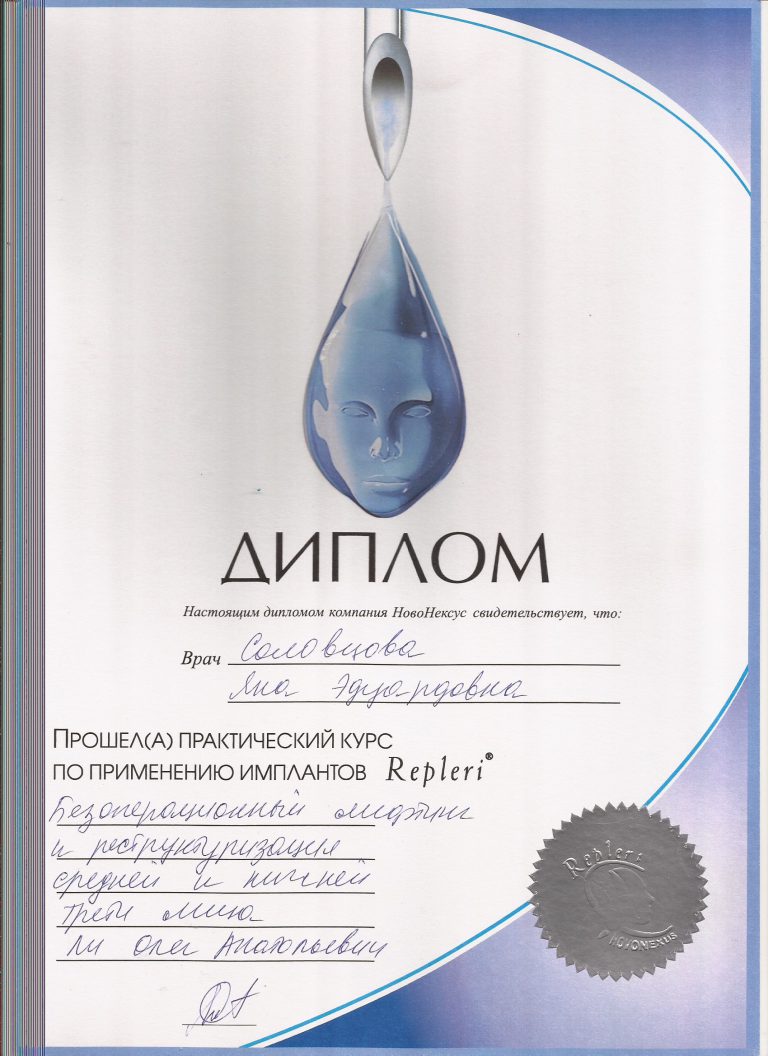 ДИПЛОМ
Настоящим дипломом компания НовоНексус свидетельствует, что:
Врач Соловцова
Яна Эдуардовна
ПРОШЕЛ(А) ПРАКТИЧЕСКИЙ КУРС
ПО ПРИМЕНЕНИЮ ИМПЛАНТОВ Repleri®
Безоперационный лифтинг
и реструктуризация
средней и нижней
трети лица
Ли Олег Анатольевич
Repleri
NOVONEXUS